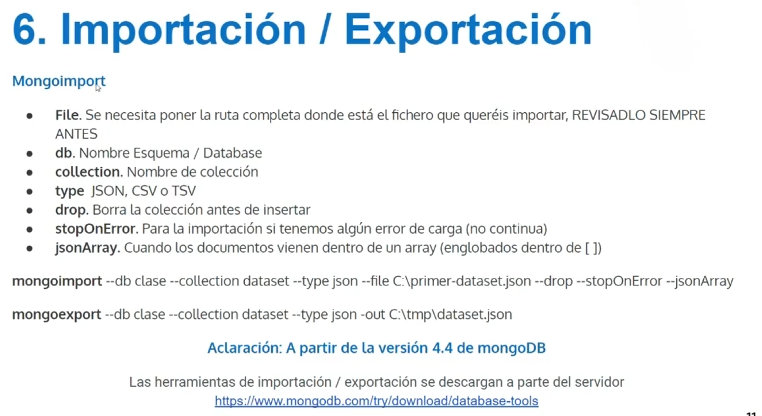 6. Importación / Exportación
Mongoimport
● File. Se necesita poner la ruta completa donde está el fichero que queréis importar, REVISADLO SIEMPRE
ANTES
● db. Nombre Esquema / Database
● collection. Nombre de colección
● type JSON, CSV o TSV
● drop. Borra la colección antes de insertar
● stopOnError. Para la importación si tenemos algún error de carga (no continua)
● jsonArray. Cuando los documentos vienen dentro de un array (englobados dentro de [ ])
mongoimport --db clase --collection dataset --type json --file C:\primer-dataset.json --drop --stopOnError --jsonArray
mongoexport --db clase --collection dataset --type json -out C:\tmp\dataset.json
Aclaración: A partir de la versión 4.4 de mongoDB
Las herramientas de importación / exportación se descargan a parte del servidor
https://www.mongodb.com/try/download/database-tools
11